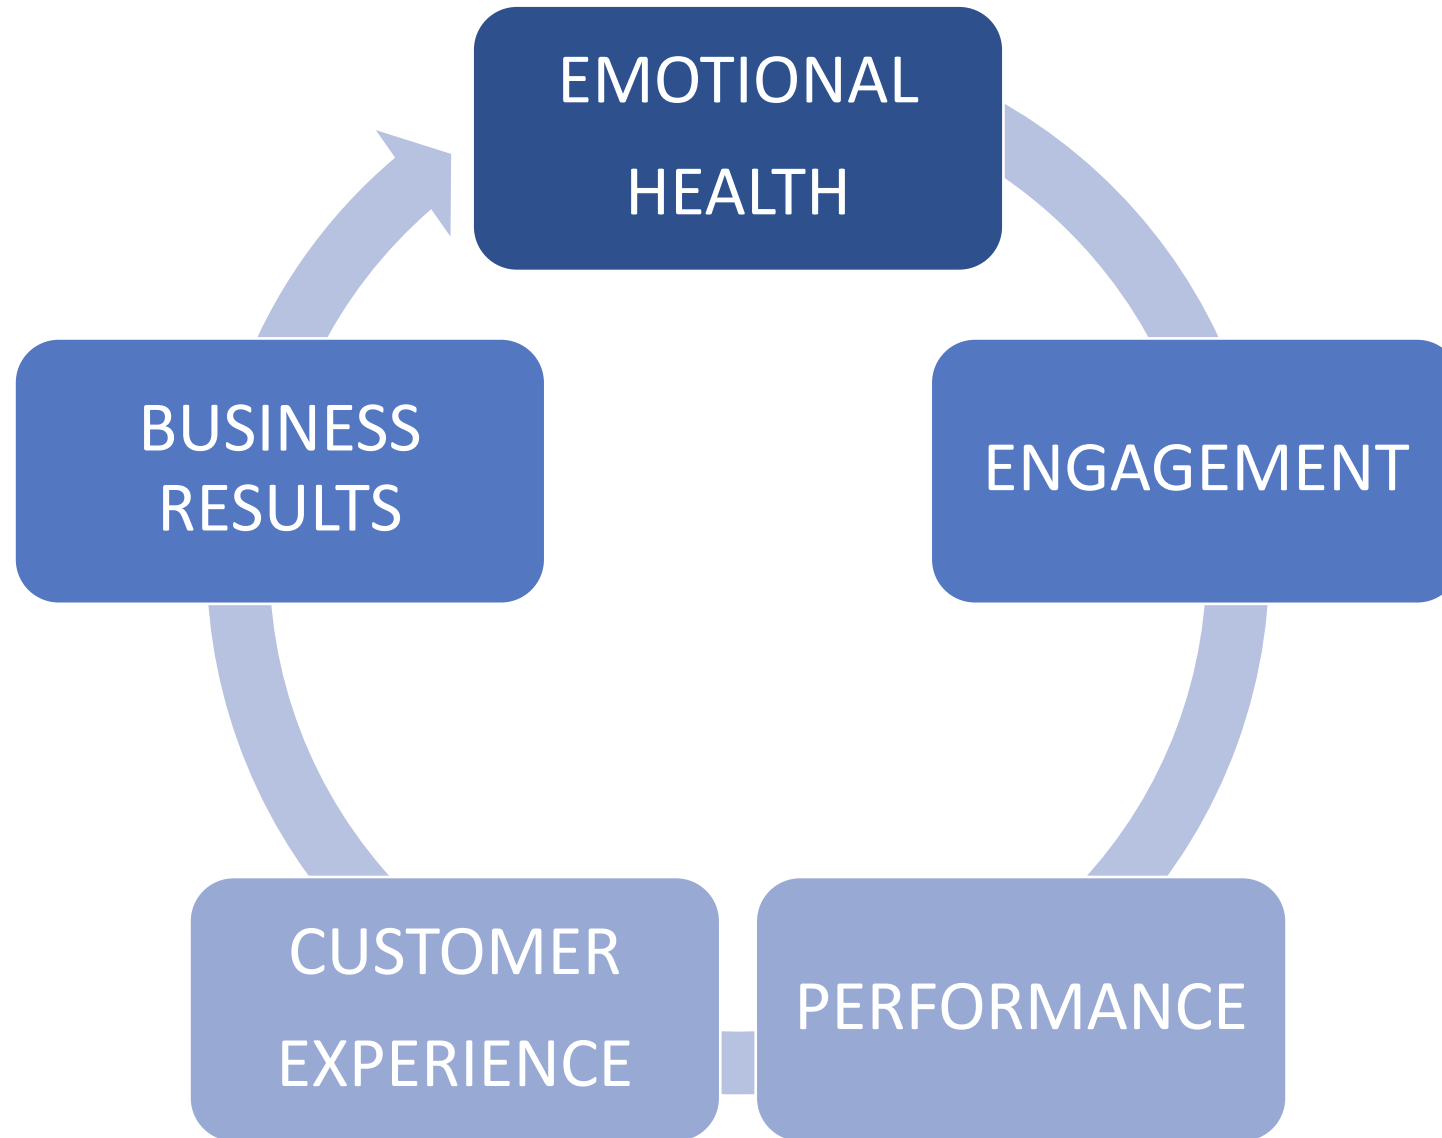 EMOTIONAL
HEALTH
ENGAGEMENT
PERFORMANCE
CUSTOMER
EXPERIENCE
BUSINESS
RESULTS